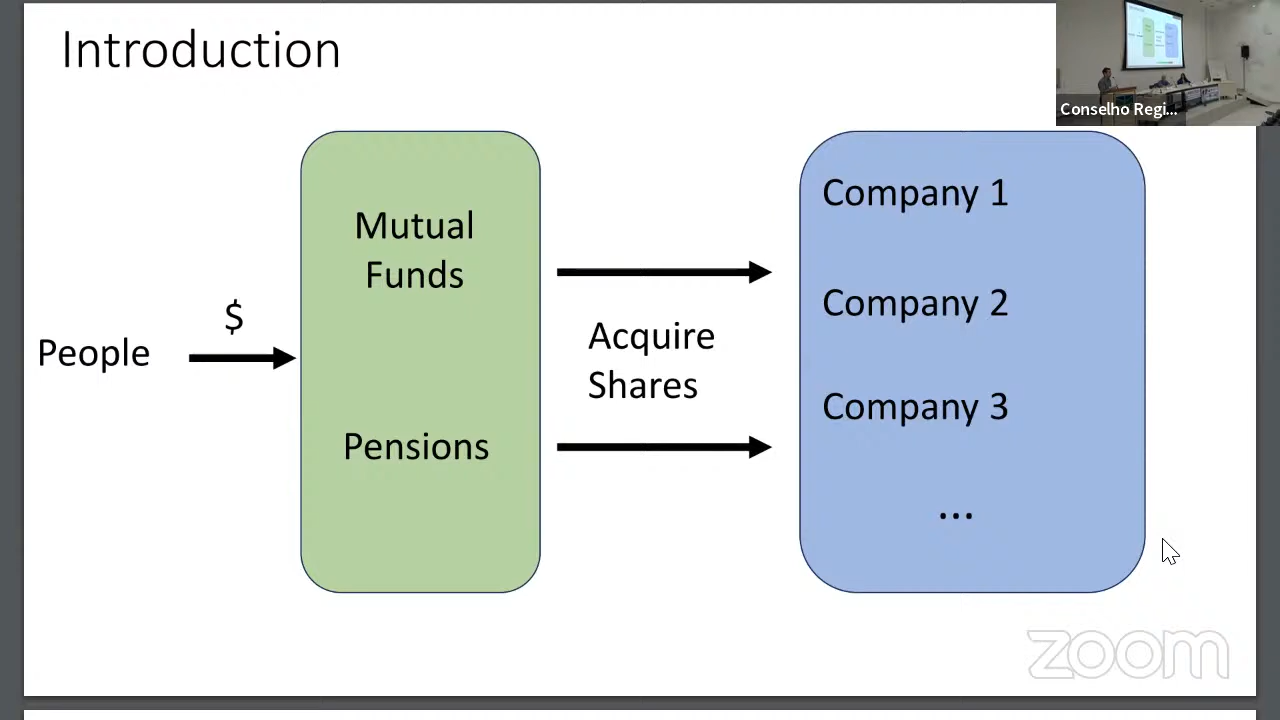 Introduction
Conselho Regi...
Mutual
Funds
$
People
Pensions
Acquire
Shares
Company 1
Company 2
Company 3
...
zoom